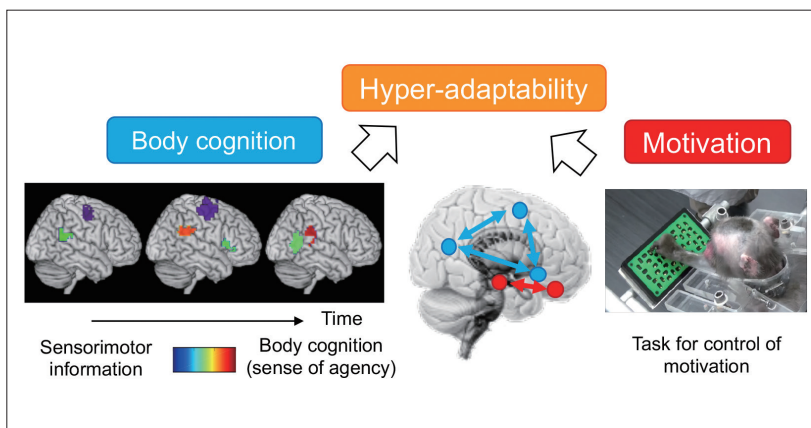 Hyper-adaptability
Body cognition
Motivation
Time
Sensorimotor
information
Body cognition
(sense of agency)
Task for control of
motivation